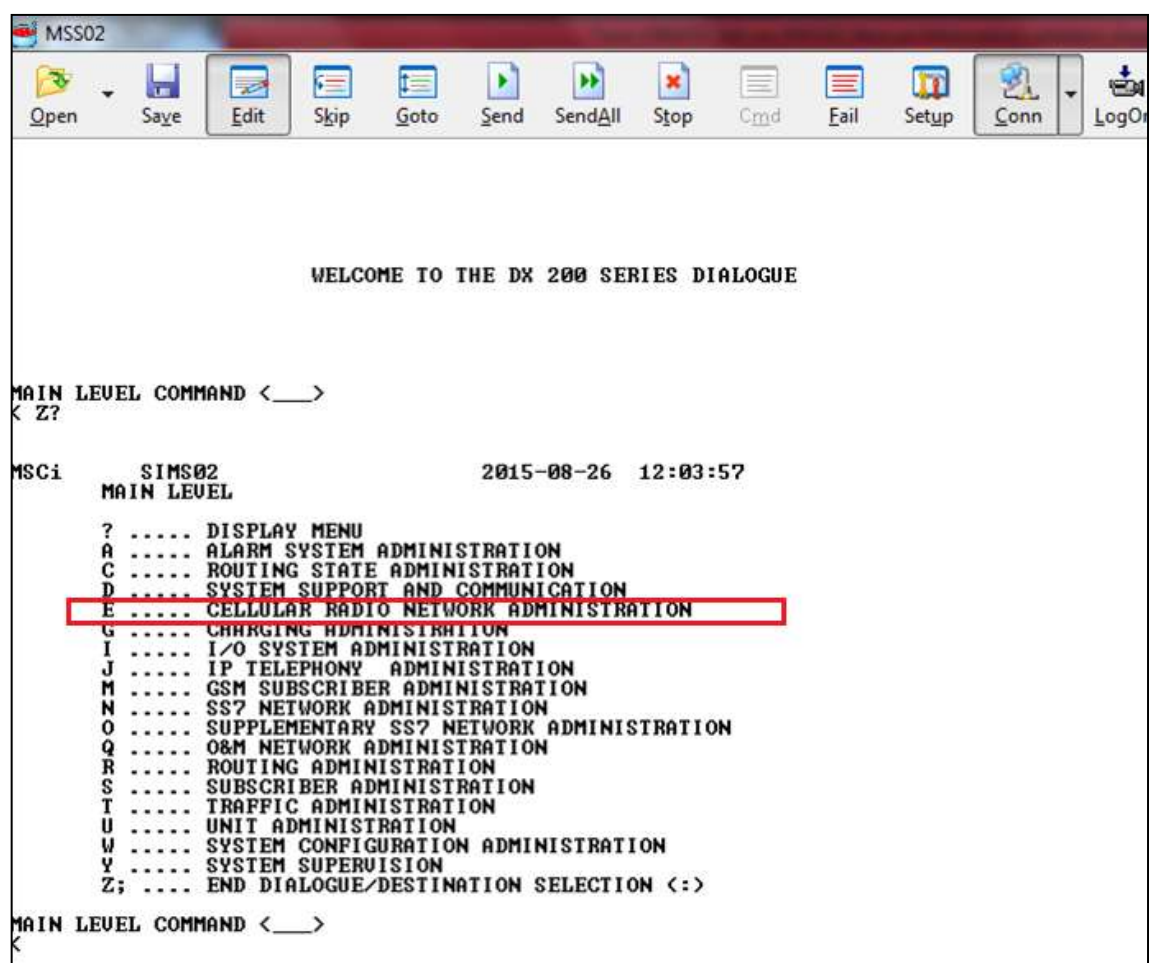 MSS02
Open Save Edit Skip Goto Send SendAll Stop Cmd Fail Setup Conn
WELCOME TO THE DX 200 SERIES DIALOGUE
MAIN LEVEL COMMAND <___>
< Z?
MSCi SIMS02 2015-08-26 12:03:57
MAIN LEVEL
? ..... DISPLAY MENU
A ..... ALARM SYSTEM ADMINISTRATION
C ..... ROUTING STATE ADMINISTRATION
D ..... SYSTEM SUPPORT AND COMMUNICATION
E ..... CELLULAR RADIO NETWORK ADMINISTRATION
G ..... CHARGING ADMINISTRATION
I ..... I/O SYSTEM ADMINISTRATION
J ..... IP TELEPHONY ADMINISTRATION
M ..... GSM SUBSCRIBER ADMINISTRATION
N ..... SS7 NETWORK ADMINISTRATION
O ..... SUPPLEMENTARY SS7 NETWORK ADMINISTRATION
Q ..... O&M NETWORK ADMINISTRATION
R ..... ROUTING ADMINISTRATION
S ..... SUBSCRIBER ADMINISTRATION
T ..... TRAFFIC ADMINISTRATION
U ..... UNIT ADMINISTRATION
W ..... SYSTEM CONFIGURATION ADMINISTRATION
Y ..... SYSTEM SUPERVISION
Z; .... END DIALOGUE/DESTINATION SELECTION (:)
MAIN LEVEL COMMAND <___>
<